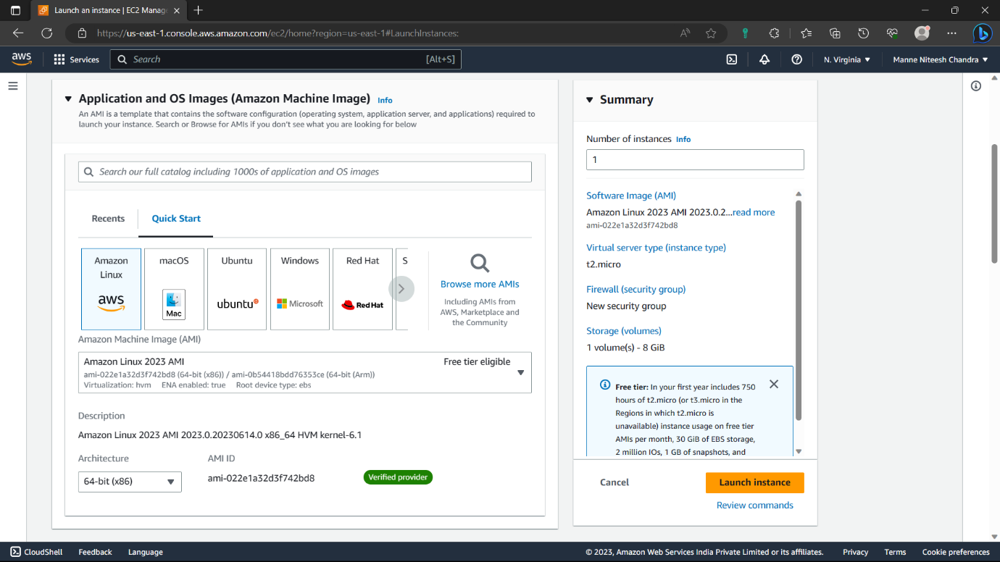 Launch an instance | EC2 Manag
https://us-east-1.console.aws.amazon.com/ec2/home?region=us-east-1#LaunchInstances:
aws
Services
Search
[Alt+S]
N. Virginia
Manne Niteesh Chandra
Application and OS Images (Amazon Machine Image) Info
An AMI is a template that contains the software configuration (operating system, application server, and applications) required to
launch your instance. Search or Browse for AMIs if you don't see what you are looking for below
Search our full catalog including 1000s of application and OS images
Recents
Quick Start
Amazon
Linux
aws
macOS
Mac
Ubuntu
ubuntu
Windows
Microsoft
Red Hat
Red Hat
S
Browse more AMIs
Including AMIs from
AWS, Marketplace and
the Community
Amazon Machine Image (AMI)
Amazon Linux 2023 AMI
Free tier eligible
ami-022e1a32d3f742bd8 (64-bit (x86)) / ami-0b54418bdd76353ce (64-bit (Arm))
Virtualization: hvm ENA enabled: true Root device type: ebs
Description
Amazon Linux 2023 AMI 2023.0.20230614.0 x86_64 HVM kernel-6.1
Architecture
AMI ID
64-bit (x86)
ami-022e1a32d3f742bd8
Verified provider
Summary
Number of instances Info
1
Software Image (AMI)
Amazon Linux 2023 AMI 2023.0.2...read more
ami-022e1a32d3f742bd8
Virtual server type (instance type)
t2.micro
Firewall (security group)
New security group
Storage (volumes)
1 volume(s) - 8 GiB
Free tier: In your first year includes 750
hours of t2.micro (or t3.micro in the
Regions in which t2.micro is
unavailable) instance usage on free tier
AMIs per month, 30 GiB of EBS storage,
2 million IOs, 1 GB of snapshots, and
Cancel
Launch instance
Review commands
CloudShell
Feedback
Language
© 2023, Amazon Web Services India Private Limited or its affiliates.
Privacy
Terms
Cookie preferences